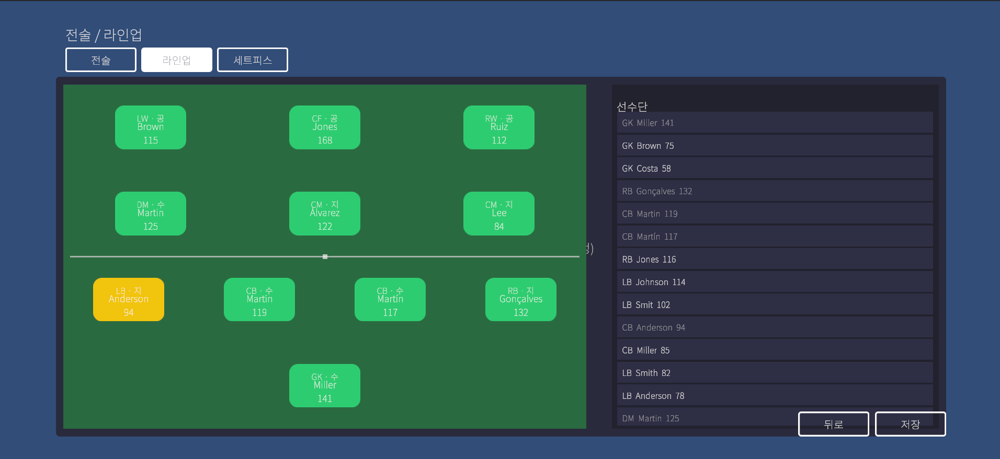 전술 / 라인업
전술
라인업
세트피스
LW · 공
Brown
115
CF · 공
Jones
168
RW · 공
Ruiz
112
DM · 수
Martin
125
CM · 지
Álvarez
122
CM · 지
Lee
84
)
LB · 지
Anderson
94
CB · 수
Martin
119
CB · 수
Martín
117
RB · 지
Gonçalves
132
GK · 수
Miller
141
선수단
GK Miller 141
GK Brown 75
GK Costa 58
RB Gonçalves 132
CB Martin 119
CB Martín 117
RB Jones 116
LB Johnson 114
LB Smit 102
CB Anderson 94
CB Miller 85
LB Smith 82
LB Anderson 78
DM Martin 125
뒤로
저장